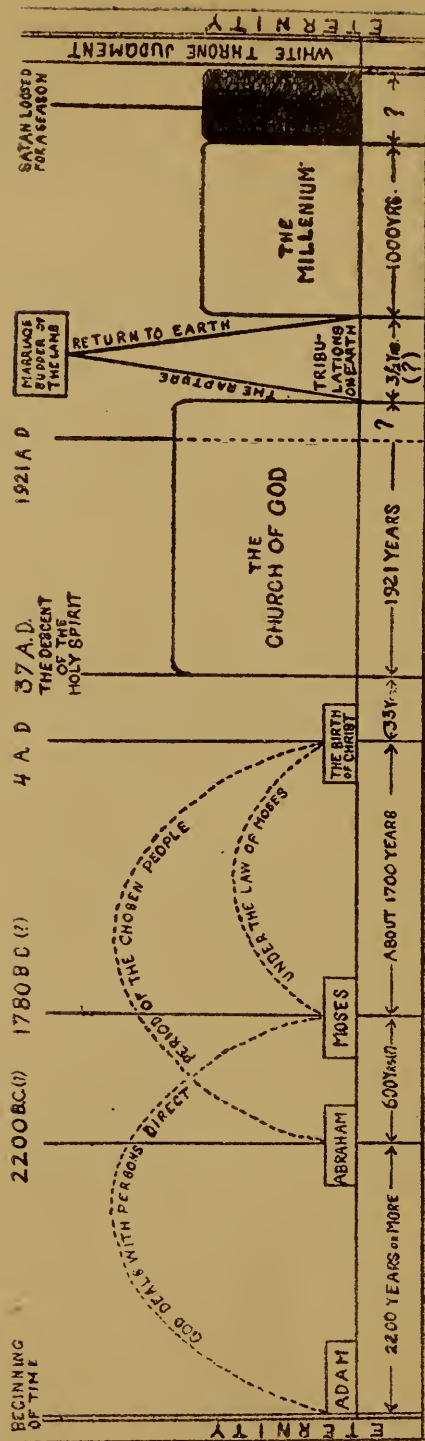 BEGINNING
OF TIME
2200 B.C.(?)
1780 B C (?)
4 A D
37 A.D.
THE DESCENT
OF THE
HOLY SPIRIT
1921 A D
MARRIAGE
SUPPER OF
THE LAMB
SATAN LOOSED
FOR A SEASON
ETERNITY
GOD DEALS WITH PERSONS DIRECT
PERIOD OF THE CHOSEN PEOPLE
UNDER THE LAW OF MOSES
THE
CHURCH OF GOD
THE RAPTURE
RETURN TO EARTH
TRIBU-
LATIONS
ON EARTH
THE
MILLENIUM
WHITE THRONE JUDGMENT
ETERNITY
ADAM
ABRAHAM
MOSES
THE BIRTH
OF CHRIST
2200 YEARS OR MORE
600 YRS(?)
ABOUT 1700 YEARS
33 Yrs
1921 YEARS
?
3½ Yrs.
(?)
1000 YRS.
?